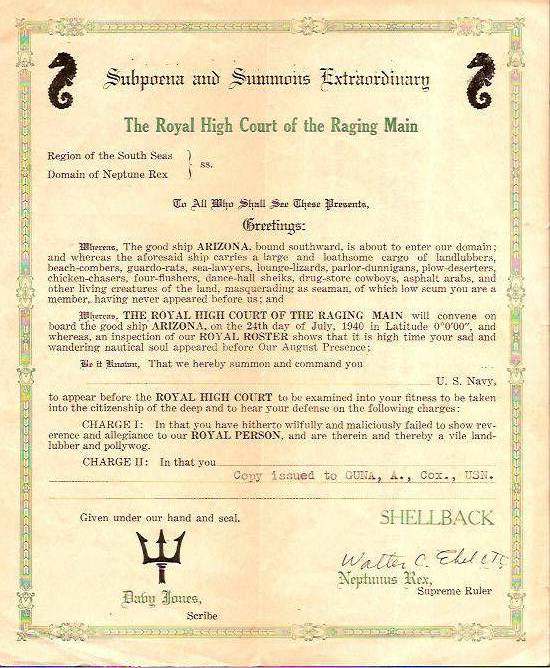 Subpoena and Summons Extraordinary
The Royal High Court of the Raging Main
Region of the South Seas
Domain of Neptune Rex
ss.
To All Who Shall See These Presents,
Greetings:
Whereas, The good ship ARIZONA, bound southward, is about to enter our domain;
and whereas the aforesaid ship carries a large and loathsome cargo of landlubbers,
beach-combers, guardo-rats, sea-lawyers, lounge-lizards, parlor-dunnigans, plow-deserters,
chicken-chasers, four-flushers, dance-hall sheiks, drug-store cowboys, asphalt arabs, and
other living creatures of the land, masquerading as seaman, of which low scum you are a
member, having never appeared before us; and
Whereas, THE ROYAL HIGH COURT OF THE RAGING MAIN will convene on
board the good ship ARIZONA, on the 24th day of July, 1940 in Latitude 0°0'00", and
whereas, an inspection of our ROYAL ROSTER shows that it is high time your sad and
wandering nautical soul appeared before Our August Presence;
Be it Known, That we hereby summon and command you
U. S. Navy,
to appear before the ROYAL HIGH COURT to be examined into your fitness to be taken
into the citizenship of the deep and to hear your defense on the following charges:
CHARGE I: In that you have hitherto wilfully and maliciously failed to show rev-
erence and allegiance to our ROYAL PERSON, and are therein and thereby a vile land-
lubber and pollywog.
CHARGE II: In that you
Copy issued to GUNA, A., Cox., USN.
Given under our hand and seal.
SHELLBACK
Walter C.
Neptunus Rex,
Supreme Ruler
Davy Jones,
Scribe